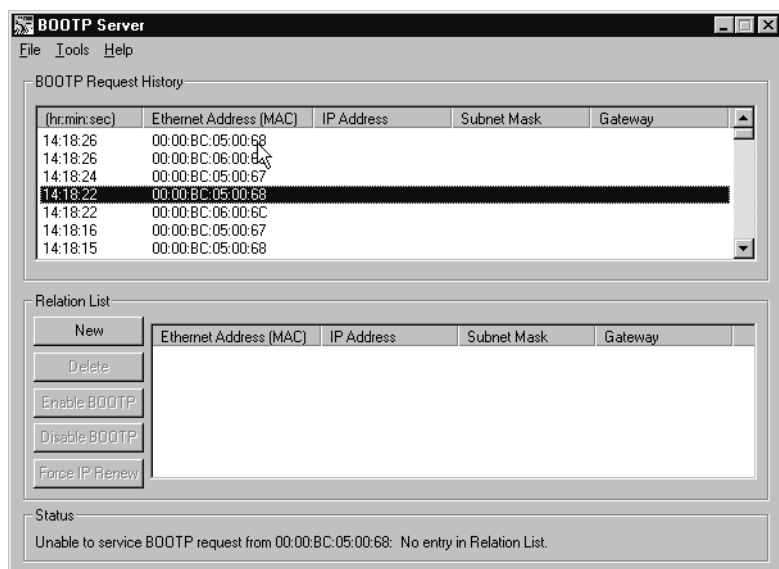 BOOTP Server
File Tools Help
BOOTP Request History
(hr:min:sec) Ethernet Address (MAC) IP Address Subnet Mask Gateway
14:18:26 00:00:BC:05:00:68
14:18:26 00:00:BC:06:00:
14:18:24 00:00:BC:05:00:67
14:18:22 00:00:BC:05:00:68
14:18:22 00:00:BC:06:00:6C
14:18:16 00:00:BC:05:00:67
14:18:15 00:00:BC:05:00:68
Relation List
New
Delete
Enable BOOTP
Disable BOOTP
Force IP Renew
Ethernet Address (MAC) IP Address Subnet Mask Gateway
Status
Unable to service BOOTP request from 00:00:BC:05:00:68: No entry in Relation List.